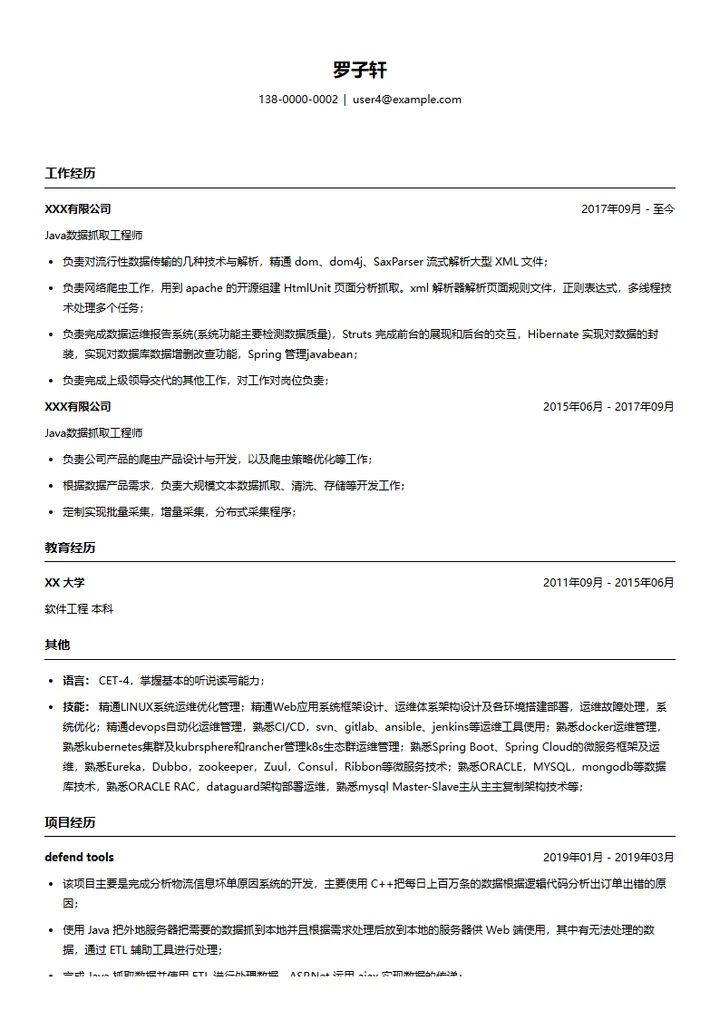 罗子轩
138-0000-0002 | user4@example.com
工作经历
XXX有限公司 2017年09月 - 至今
Java数据抓取工程师
• 负责对流行性数据传输的几种技术与解析，精通 dom、dom4j、SaxParser 流式解析大型 XML 文件；
• 负责网络爬虫工作，用到 apache 的开源组建 HtmlUnit 页面分析抓取。xml 解析器解析页面规则文件，正则表达式，多线程技
术处理多个任务；
• 负责完成数据运维报告系统(系统功能主要检测数据质量)，Struts 完成前台的展现和后台的交互，Hibernate 实现对数据的封
装，实现对数据库数据增删改查功能，Spring 管理javabean；
• 负责完成上级领导交代的其他工作，对工作对岗位负责；
XXX有限公司 2015年06月 - 2017年09月
Java数据抓取工程师
• 负责公司产品的爬虫产品设计与开发，以及爬虫策略优化等工作；
• 根据数据产品需求，负责大规模文本数据抓取、清洗、存储等开发工作；
• 定制实现批量采集，增量采集，分布式采集程序；
教育经历
XX 大学 2011年09月 - 2015年06月
软件工程 本科
其他
• 语言： CET-4，掌握基本的听说读写能力；
• 技能： 精通LINUX系统运维优化管理；精通Web应用系统框架设计、运维体系架构设计及各环境搭建部署，运维故障处理，系
统优化；精通devops自动化运维管理，熟悉CI/CD，svn、gitlab、ansible、jenkins等运维工具使用；熟悉docker运维管理，
熟悉kubernetes集群及kubrsphere和rancher管理k8s生态群运维管理；熟悉Spring Boot、Spring Cloud的微服务框架及运
维，熟悉Eureka，Dubbo，zookeeper，Zuul，Consul，Ribbon等微服务技术；熟悉ORACLE，MYSQL，mongodb等数据
库技术，熟悉ORACLE RAC，dataguard架构部署运维，熟悉mysql Master-Slave主从主主复制架构技术等；
项目经历
defend tools 2019年01月 - 2019年03月
• 该项目主要是完成分析物流信息坏单原因系统的开发，主要使用 C++把每日上百万条的数据根据逻辑代码分析出订单出错的原
因；
• 使用 Java 把外地服务器把需要的数据抓到本地并且根据需求处理后放到本地的服务器供 Web 端使用，其中有无法处理的数
据，通过 ETL 辅助工具进行处理；
• 完成 Java 抓取数据并使用 ETL 进行处理数据，ASP.Net 运用 ajax 实现数据的传递；